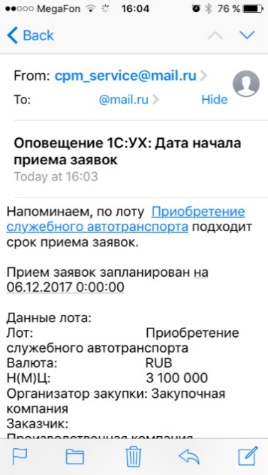 MegaFon 16:04 76 %
Back
From: cpm_service@mail.ru
To: @mail.ru Hide
Оповещение 1С:УХ: Дата начала
приема заявок
Today at 16:03
Напоминаем, по лоту Приобретение
служебного автотранспорта подходит
срок приема заявок.
Прием заявок запланирован на
06.12.2017 0:00:00
Данные лота:
Лот: Приобретение
служебного автотранспорта
Валюта: RUB
Н(М)Ц: 3 100 000
Организатор закупки: Закупочная
компания
Заказчик:
Производственная компания